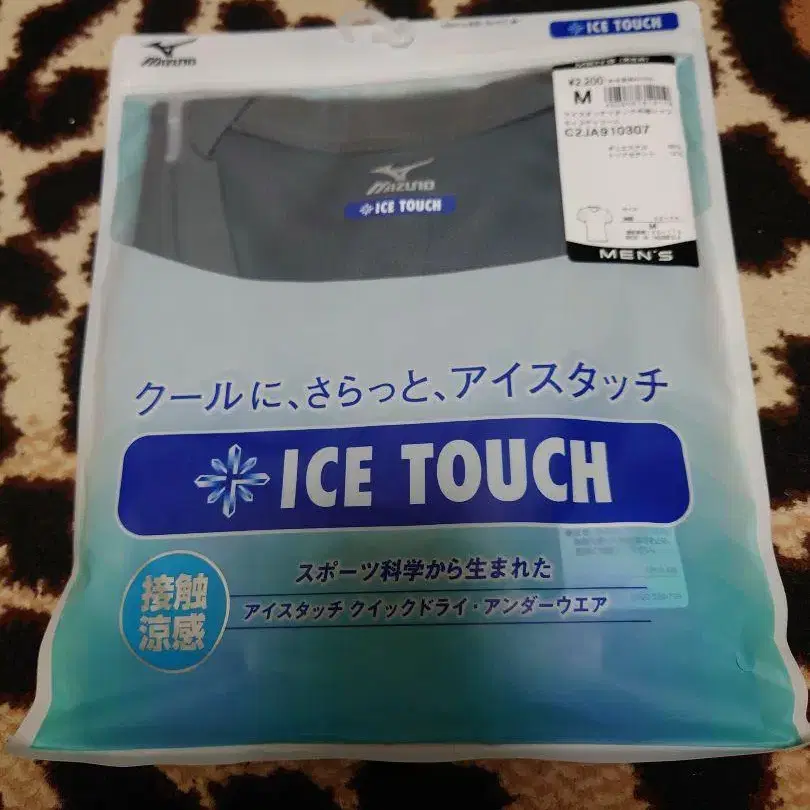 MIZUNO
ICE TOUCH
¥2,200
M
C2JA910307
MIZUNO
ICE TOUCH
M
MEN'S
クールに、さらっと、アイスタッチ
ICE TOUCH
接触
涼感
スポーツ科学から生まれた
アイスタッチ クイックドライ・アンダーウエア